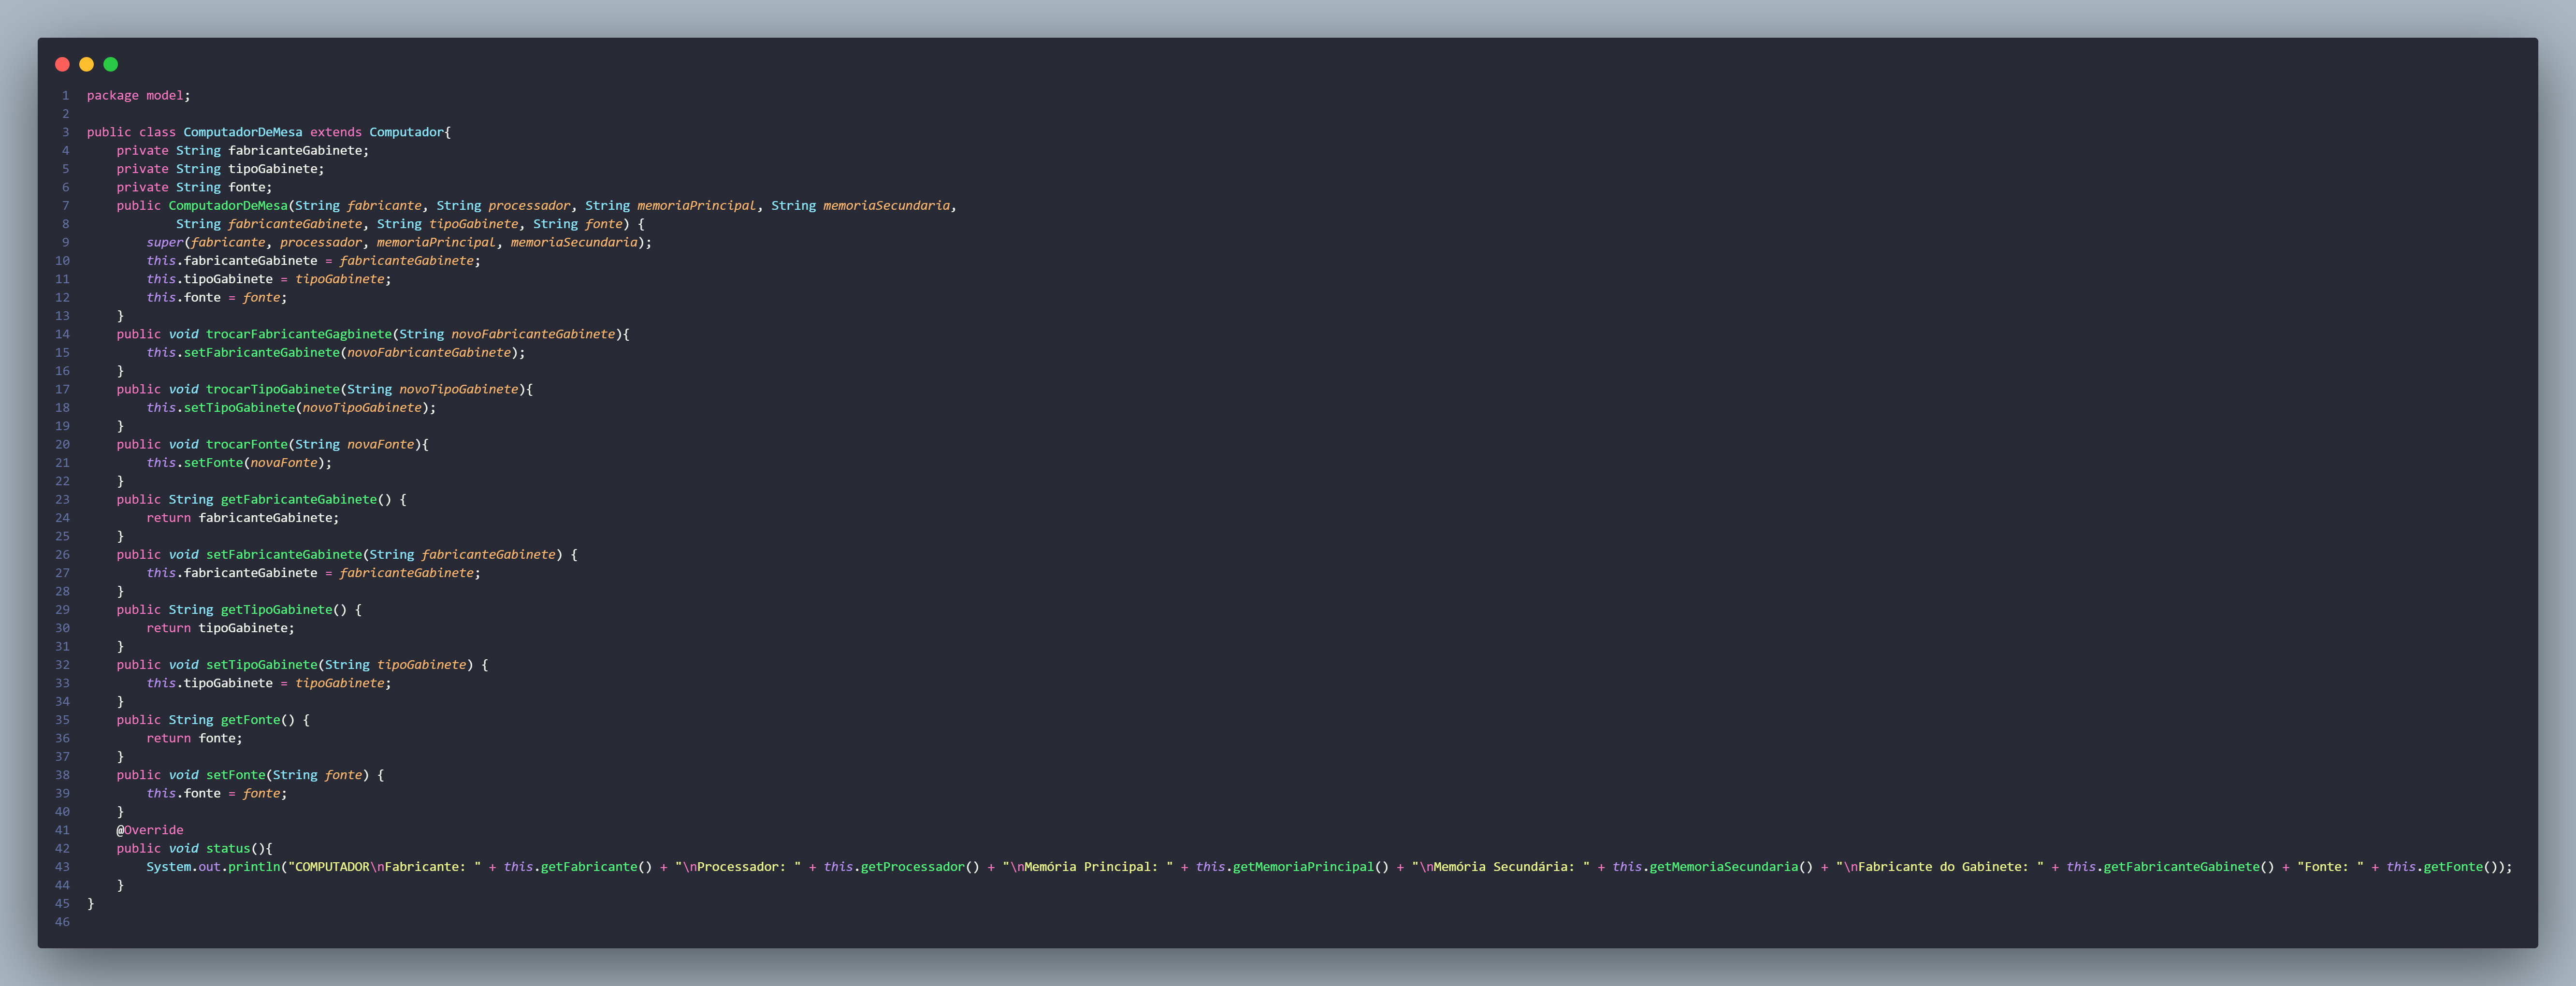 1 package model;
2
3 public class ComputadorDeMesa extends Computador{
4     private String fabricanteGabinete;
5     private String tipoGabinete;
6     private String fonte;
7     public ComputadorDeMesa(String fabricante, String processador, String memoriaPrincipal, String memoriaSecundaria,
8             String fabricanteGabinete, String tipoGabinete, String fonte) {
9         super(fabricante, processador, memoriaPrincipal, memoriaSecundaria);
10         this.fabricanteGabinete = fabricanteGabinete;
11         this.tipoGabinete = tipoGabinete;
12         this.fonte = fonte;
13     }
14     public void trocarFabricanteGagbinete(String novoFabricanteGabinete){
15         this.setFabricanteGabinete(novoFabricanteGabinete);
16     }
17     public void trocarTipoGabinete(String novoTipoGabinete){
18         this.setTipoGabinete(novoTipoGabinete);
19     }
20     public void trocarFonte(String novaFonte){
21         this.setFonte(novaFonte);
22     }
23     public String getFabricanteGabinete() {
24         return fabricanteGabinete;
25     }
26     public void setFabricanteGabinete(String fabricanteGabinete) {
27         this.fabricanteGabinete = fabricanteGabinete;
28     }
29     public String getTipoGabinete() {
30         return tipoGabinete;
31     }
32     public void setTipoGabinete(String tipoGabinete) {
33         this.tipoGabinete = tipoGabinete;
34     }
35     public String getFonte() {
36         return fonte;
37     }
38     public void setFonte(String fonte) {
39         this.fonte = fonte;
40     }
41     @Override
42     public void status(){
43         System.out.println("COMPUTADOR\nFabricante: " + this.getFabricante() + "\nProcessador: " + this.getProcessador() + "\nMemória Principal: " + this.getMemoriaPrincipal() + "\nMemória Secundária: " + this.getMemoriaSecundaria() + "\nFabricante do Gabinete: " + this.getFabricanteGabinete() + "Fonte: " + this.getFonte());
44     }
45 }
46